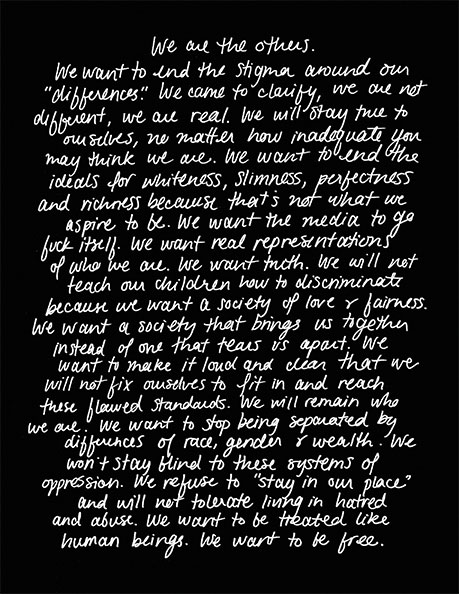 We are the others.
We want to end the stigma around our
"differences." We came to clarify, we are not
different, we are real. We will stay true to
ourselves, no matter how inadequate you
may think we are. We want to end the
ideals for whiteness, slimness, perfectness
and richness because that's not what we
aspire to be. We want the media to go
fuck itself. We want real representations
of who we are. We want truth. We will not
teach our children how to discriminate
because we want a society of love & fairness.
We want a society that brings us together
instead of one that tears us apart. We
want to make it loud and clear that we
will not fix ourselves to fit in and reach
these flawed standards. We will remain who
we are. We want to stop being separated by
differences of race, gender & wealth. We
won't stay blind to these systems of
oppression. We refuse to "stay in our place"
and will not tolerate living in hatred
and abuse. We want to be treated like
human beings. We want to be free.